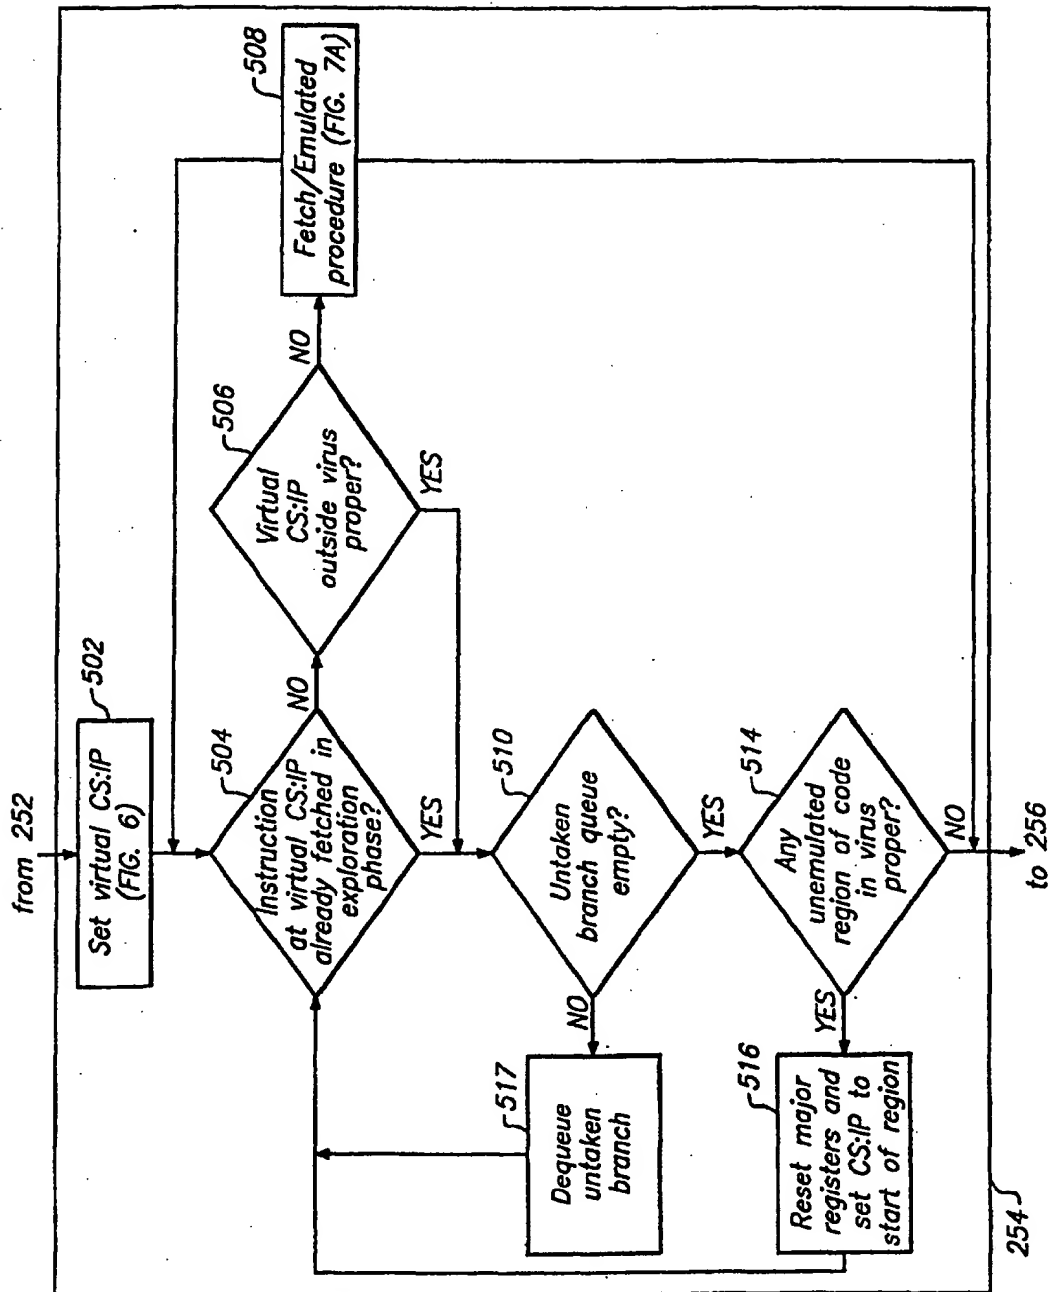 from 252
502
Set virtual CS:IP
(FIG. 6)
504
Instruction
at virtual CS:IP
already fetched in
exploration
phase?
NO
YES
506
Virtual
CS:IP
outside virus
proper?
NO
YES
508
Fetch/Emulated
procedure (FIG. 7A)
510
Untaken
branch queue
empty?
NO
YES
517
Dequeue
untaken
branch
514
Any
unemulated
region of code
in virus
proper?
YES
NO
516
Reset major
registers and
set CS:IP to
start of region
to 256
254